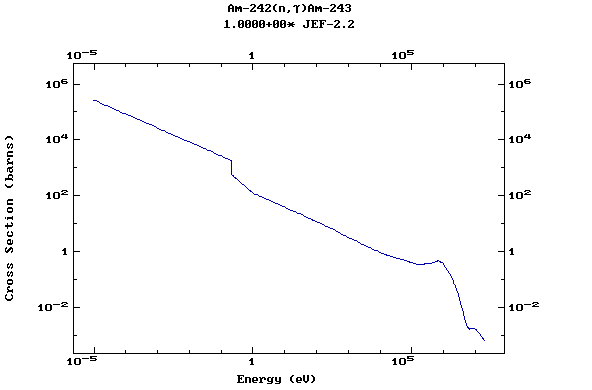 Am-242(n,γ)Am-243
1.0000+00* JEF-2.2
10-5 1 105
106 106
104 104
102 102
1 1
10-2 10-2
10-5 1 105
Cross Section (barns)
Energy (eV)